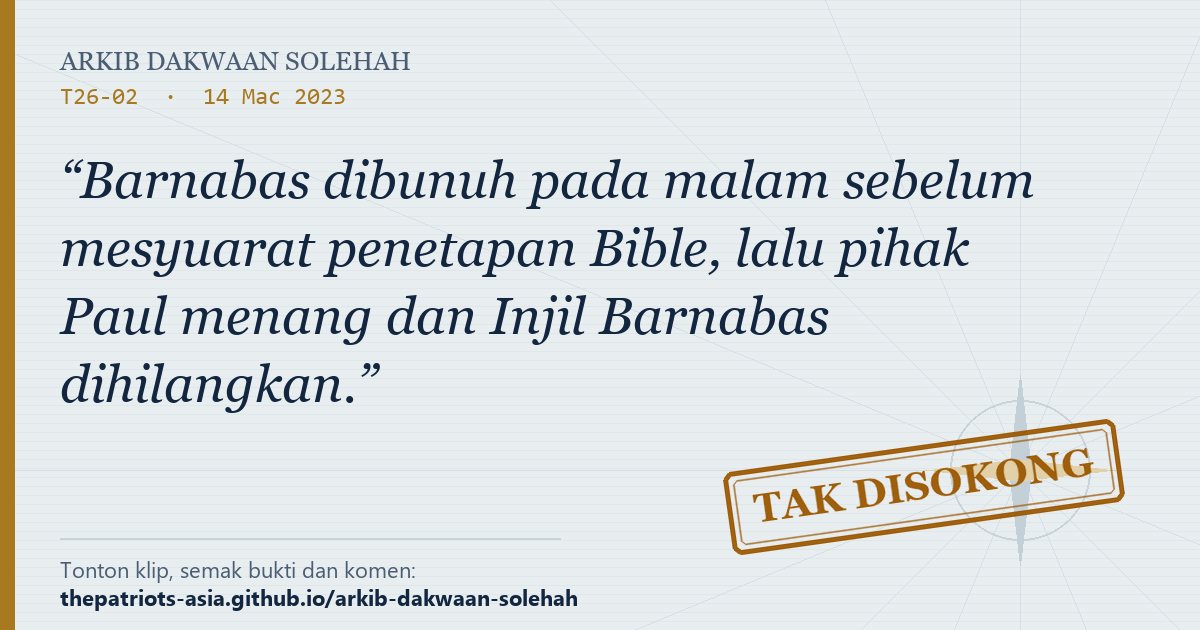 ARKIB DAKWAAN SOLEHAH
T26-02 · 14 Mac 2023
“Barnabas dibunuh pada malam sebelum
mesyuarat penetapan Bible, lalu pihak
Paul menang dan Injil Barnabas
dihilangkan.”
TAK DISOKONG
Tonton klip, semak bukti dan komen:
thepatriots-asia.github.io/arkib-dakwaan-solehah